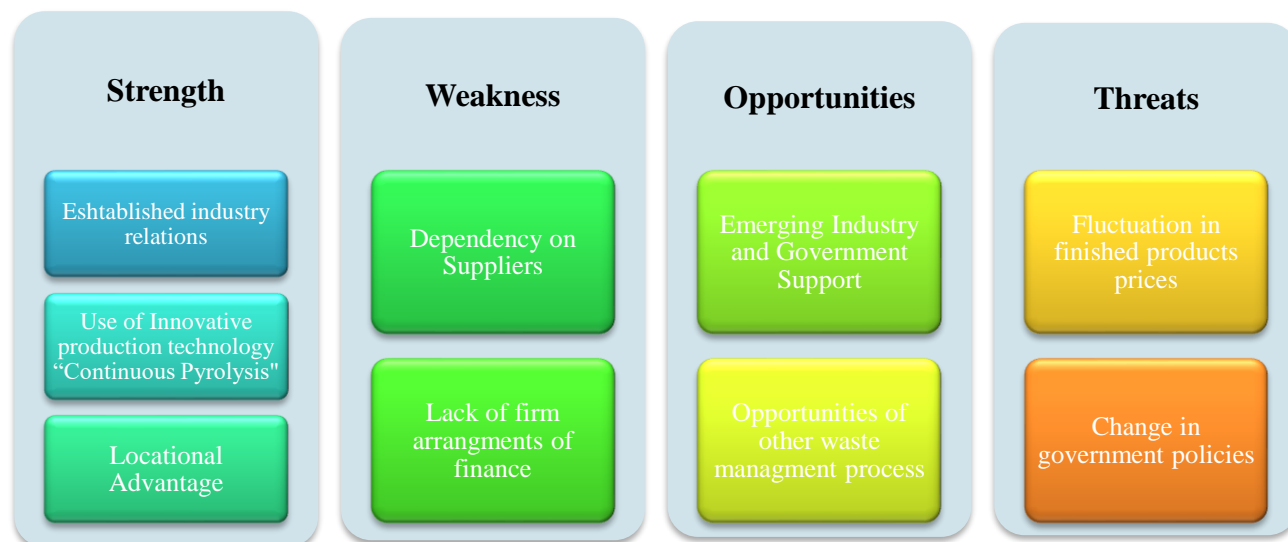 Strength
Eshtablished industry
relations
Use of Innovative
production technology
“Continuous Pyrolysis"
Locational
Advantage
Weakness
Dependency on
Suppliers
Lack of firm
arrangments of
finance
Opportunities
Emerging Industry
and Government
Support
Opportunities of
other waste
managment process
Threats
Fluctuation in
finished products
prices
Change in
government policies